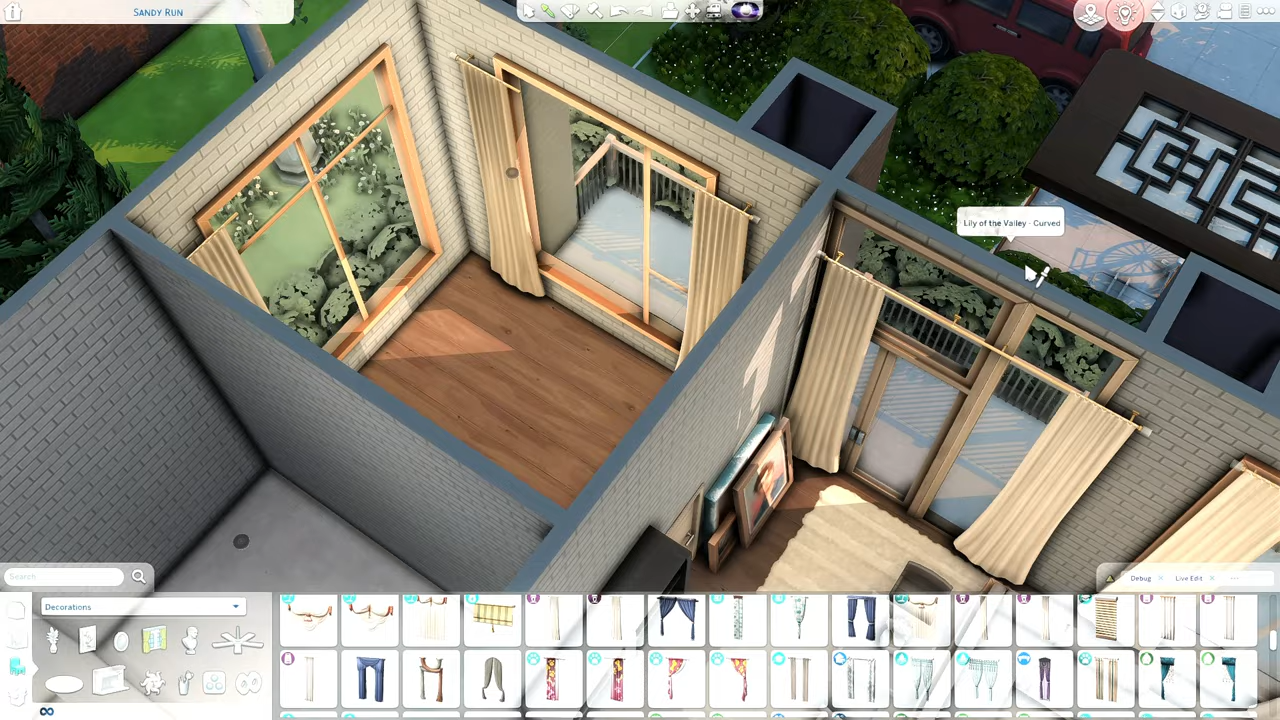 SANDY RUN
Lily of the Valley - Curved
Search
Debug
Live Edit
Decorations